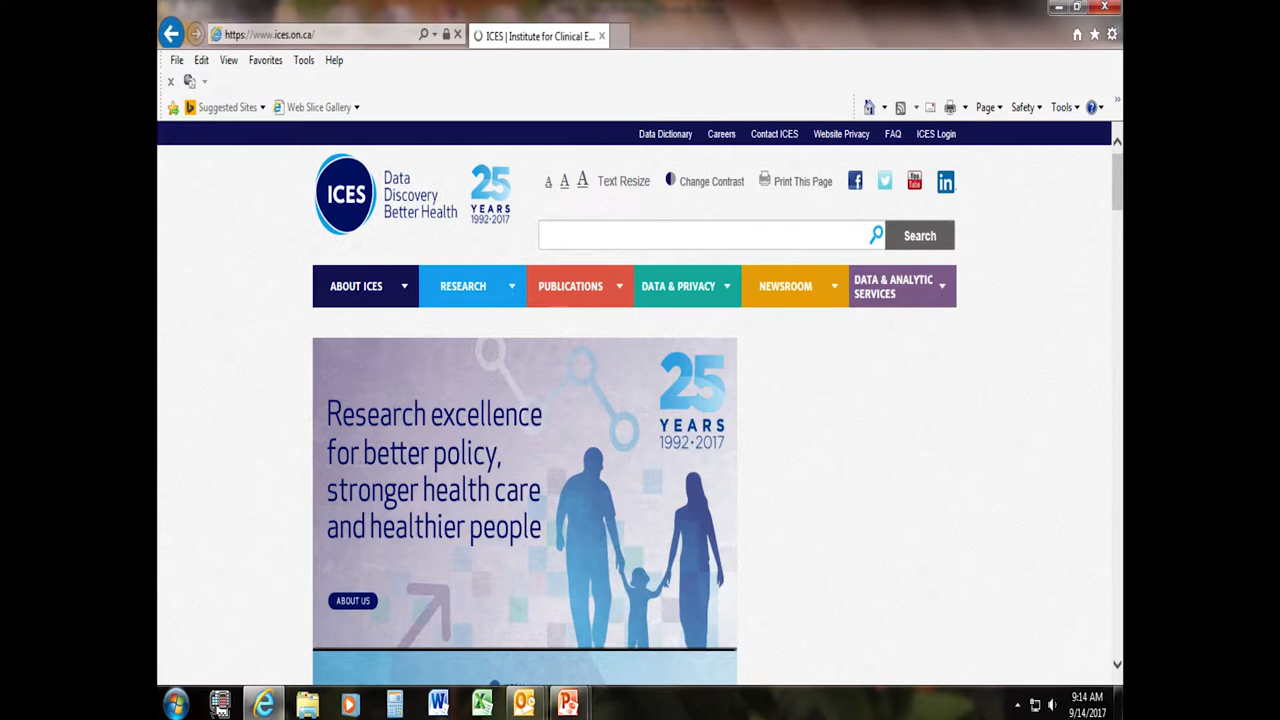 https://www.ices.on.ca/
ICES | Institute for Clinical E...
File Edit View Favorites Tools Help
Suggested Sites Web Slice Gallery
Page Safety Tools
Data Dictionary Careers Contact ICES Website Privacy FAQ ICES Login
ICES
Data
Discovery
Better Health
25
YEARS
1992•2017
A A A Text Resize Change Contrast Print This Page
f You Tube in
Search
ABOUT ICES RESEARCH PUBLICATIONS DATA & PRIVACY NEWSROOM DATA & ANALYTIC SERVICES
Research excellence
for better policy,
stronger health care
and healthier people
25
YEARS
1992•2017
ABOUT US
9:14 AM
9/14/2017